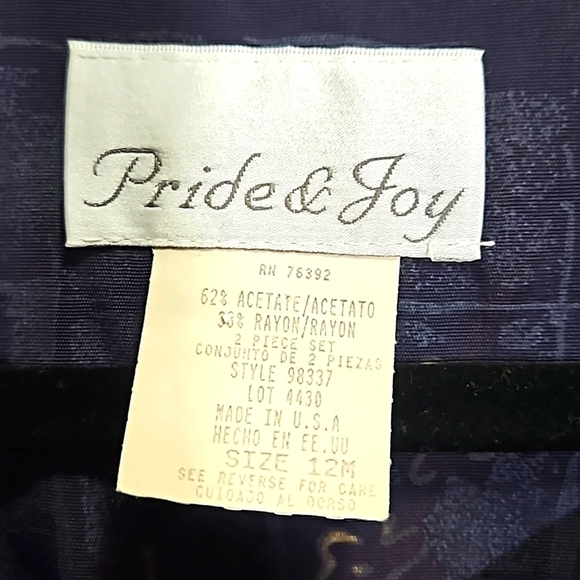 Pride & Joy
RN 76392
62% ACETATE/ACETATO
38% RAYON/RAYON
2 PIECE SET
CONJUNTO DE 2 PIEZAS
STYLE 98337
LOT 4430
MADE IN U.S.A
HECHO EN EE.UU
SIZE 12M
SEE REVERSE FOR CARE
CUIDADO AL DORSO